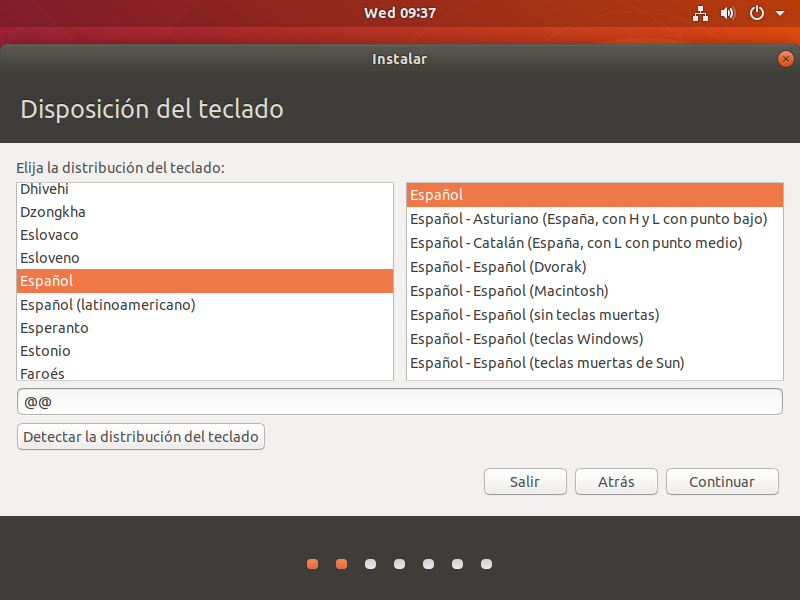 Wed 09:37
Instalar
Disposición del teclado
Elija la distribución del teclado:
Dhivehi
Dzongkha
Eslovaco
Esloveno
Español
Español (latinoamericano)
Esperanto
Estonio
Faroés
Español
Español - Asturiano (España, con H y L con punto bajo)
Español - Catalán (España, con L con punto medio)
Español - Español (Dvorak)
Español - Español (Macintosh)
Español - Español (sin teclas muertas)
Español - Español (teclas Windows)
Español - Español (teclas muertas de Sun)
@@
Detectar la distribución del teclado
Salir
Atrás
Continuar